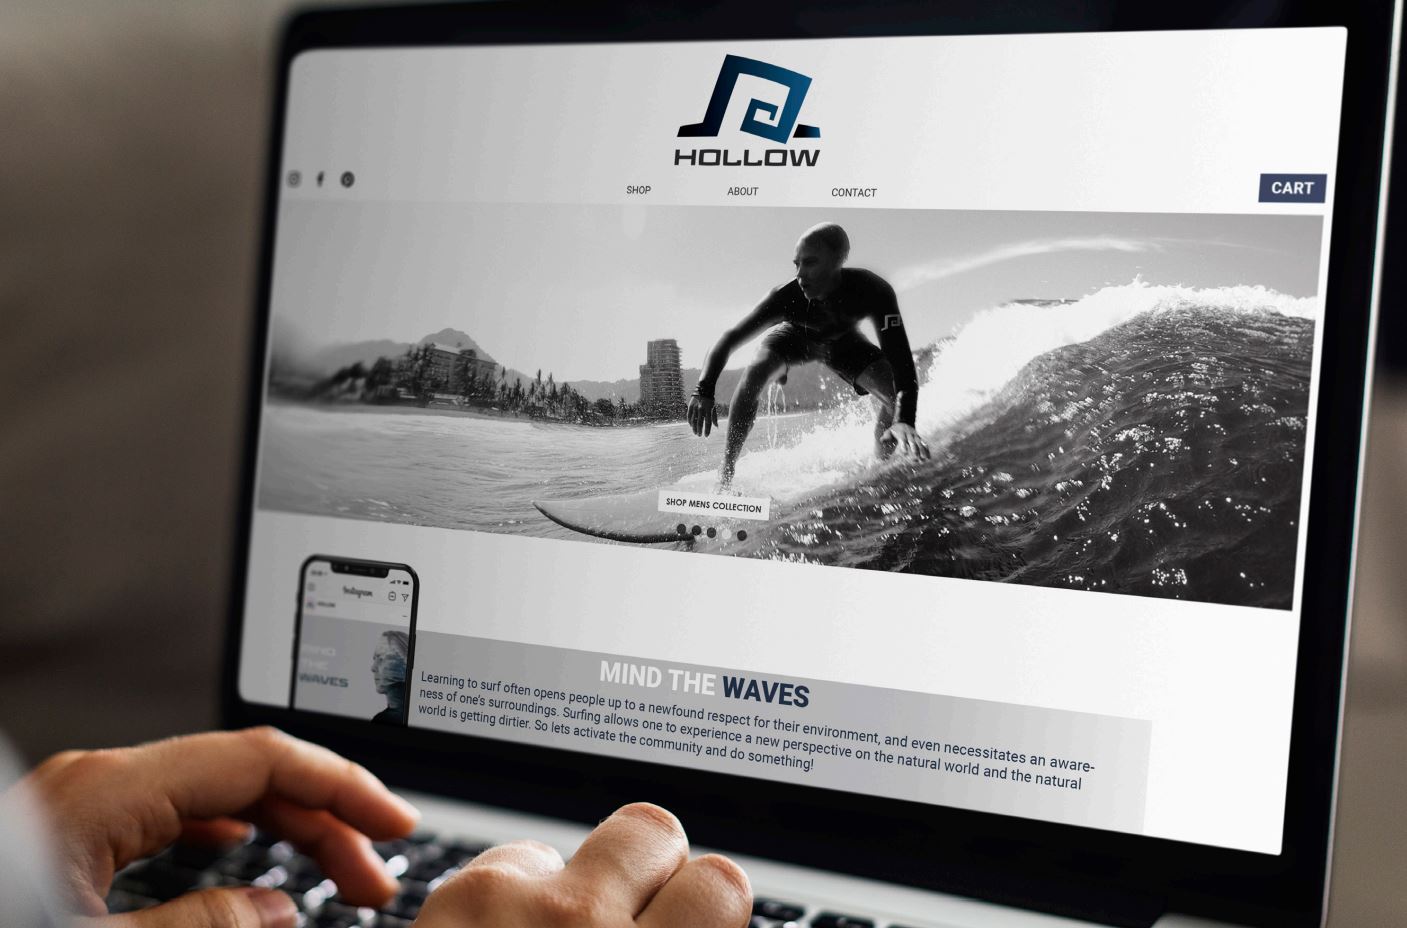 HOLLOW
SHOP
ABOUT
CONTACT
CART
SHOP MENS COLLECTION
Instagram
HOLLOW
MIND
THE
WAVES
MIND THE WAVES
Learning to surf often opens people up to a newfound respect for their environment, and even necessitates an aware-
ness of one's surroundings. Surfing allows one to experience a new perspective on the natural world and the natural
world is getting dirtier. So lets activate the community and do something!